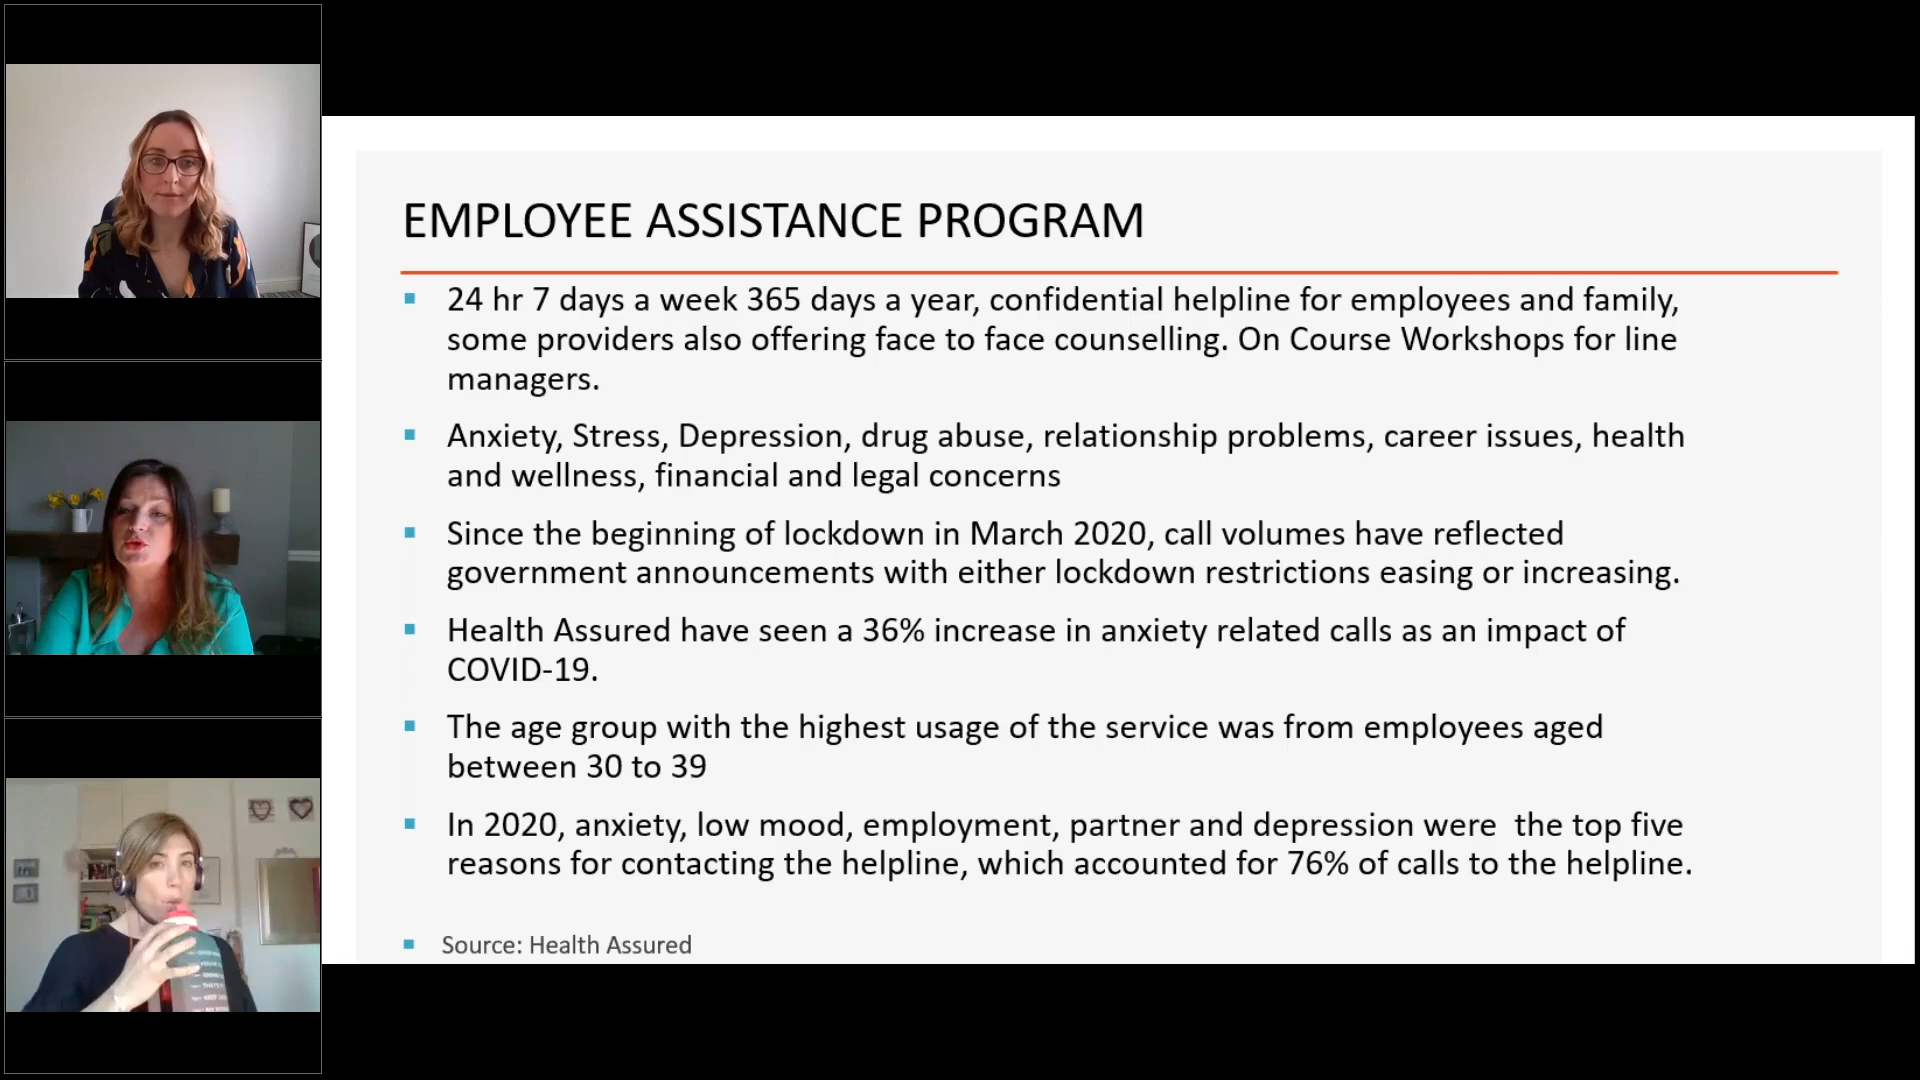 EMPLOYEE ASSISTANCE PROGRAM
24 hr 7 days a week 365 days a year, confidential helpline for employees and family,
some providers also offering face to face counselling. On Course Workshops for line
managers.
Anxiety, Stress, Depression, drug abuse, relationship problems, career issues, health
and wellness, financial and legal concerns
Since the beginning of lockdown in March 2020, call volumes have reflected
government announcements with either lockdown restrictions easing or increasing.
Health Assured have seen a 36% increase in anxiety related calls as an impact of
COVID-19.
The age group with the highest usage of the service was from employees aged
between 30 to 39
In 2020, anxiety, low mood, employment, partner and depression were  the top five
reasons for contacting the helpline, which accounted for 76% of calls to the helpline.
Source: Health Assured